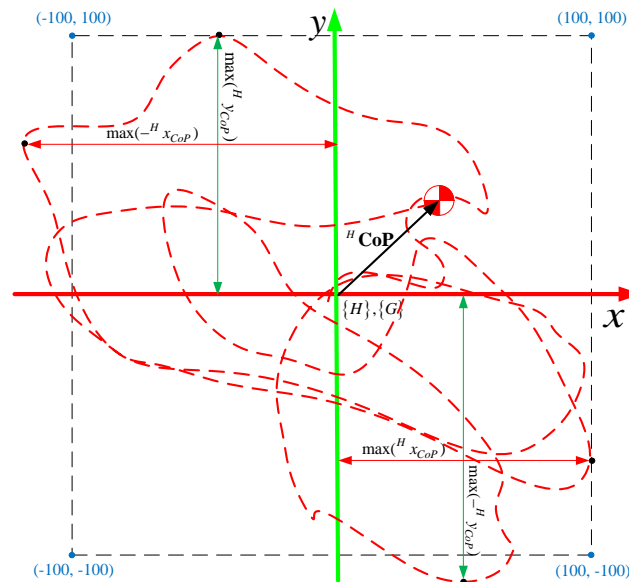 (-100, 100)
y
(100, 100)
max(ᴴ y_CoP)
max(–ᴴ x_CoP)
ᴴ CoP
{H},{G}
x
max(ᴴ x_CoP)
max(–ᴴ y_CoP)
(-100, -100)
(100, -100)